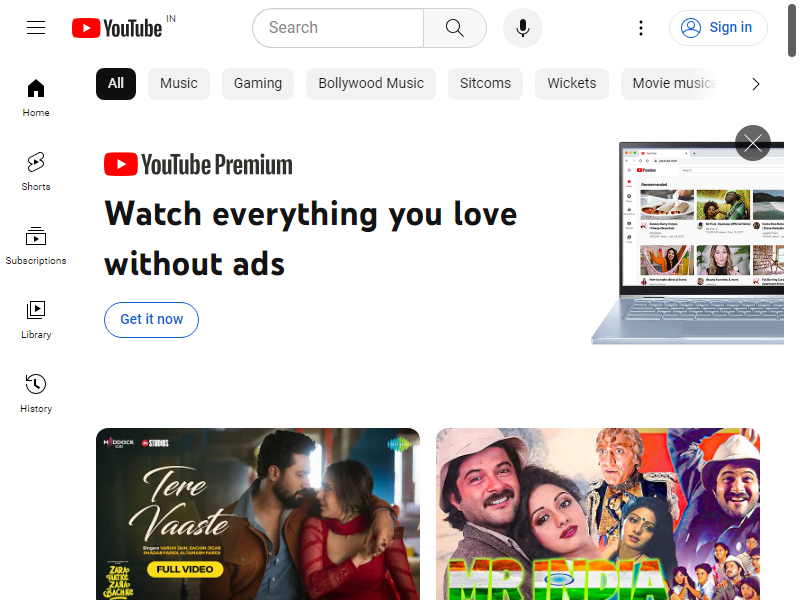 YouTube IN
Search
Sign in
All
Music
Gaming
Bollywood Music
Sitcoms
Wickets
Movie musica
Home
Shorts
Subscriptions
Library
History
YouTube Premium
Watch everything you love
without ads
Get it now
Premium
Recommended
MADDOCK
STUDIOS
Tere
Vaaste
Singers VARUN JAIN, SACHIN-JIGAR
SHADAB FARIDI, ALTAMASH FARIDI
FULL VIDEO
ZARA
HATKE
ZARA
BACHKE
MR INDIA